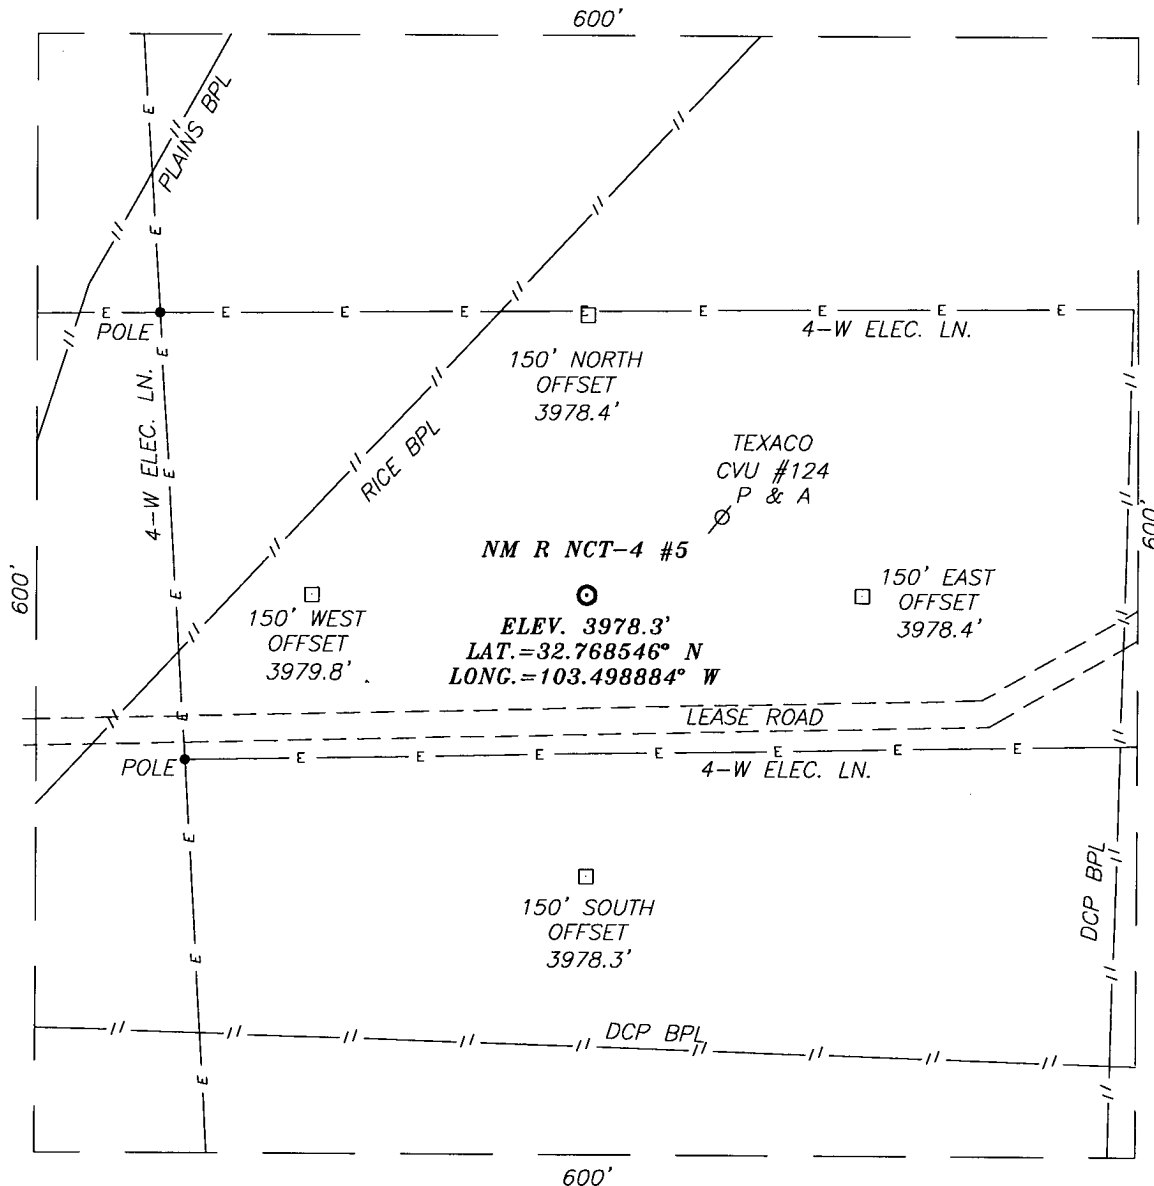 600'
PLAINS BPL
E
E
E
E
E
E
E
E
E
E
E
POLE
4-W ELEC. LN.
E
150' NORTH
OFFSET
3978.4'
4-W ELEC. LN.
RICE BPL
E
TEXACO
CVU #124
P & A
600'
NM R NCT-4 #5
600'
E
150' WEST
OFFSET
3979.8'
ELEV. 3978.3'
LAT.=32.768546° N
LONG.=103.498884° W
150' EAST
OFFSET
3978.4'
E
LEASE ROAD
POLE
E
E
E
E
E
E
E
4-W ELEC. LN.
E
150' SOUTH
OFFSET
3978.3'
DCP BPL
E
DCP BPL
E
600'